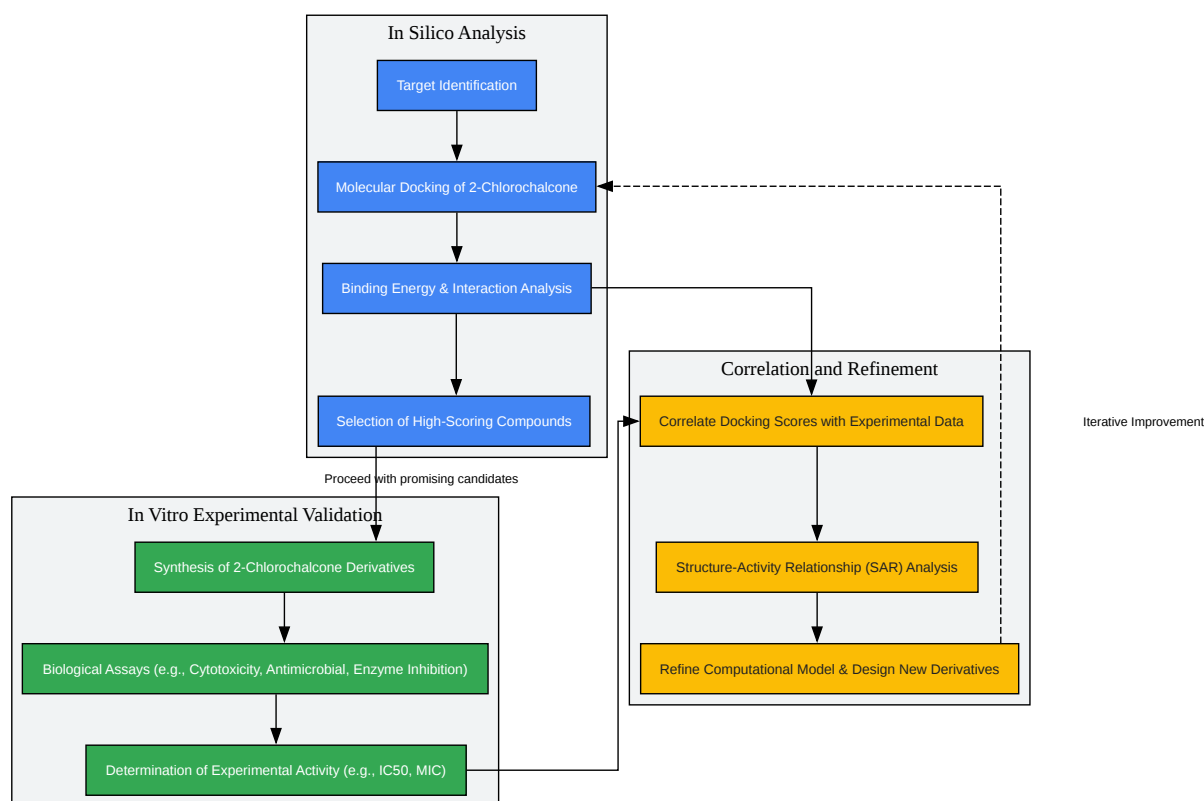 In Silico Analysis
Target Identification
Molecular Docking of 2-Chlorochalcone
Binding Energy & Interaction Analysis
Selection of High-Scoring Compounds
Proceed with promising candidates
In Vitro Experimental Validation
Synthesis of 2-Chlorochalcone Derivatives
Biological Assays (e.g., Cytotoxicity, Antimicrobial, Enzyme Inhibition)
Determination of Experimental Activity (e.g., IC50, MIC)
Correlation and Refinement
Correlate Docking Scores with Experimental Data
Structure-Activity Relationship (SAR) Analysis
Refine Computational Model & Design New Derivatives
Iterative Improvement